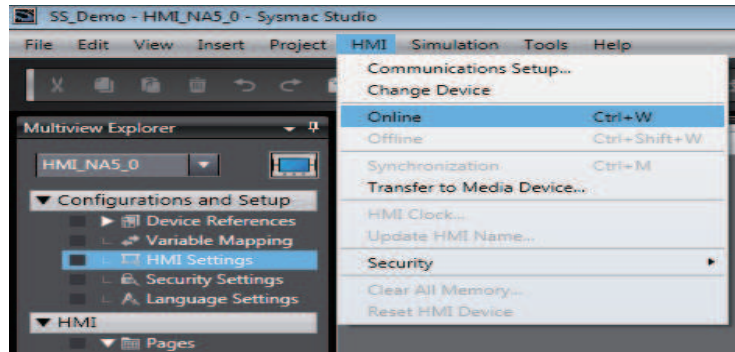 SS_Demo - HMI_NA5_0 - Sysmac Studio
File Edit View Insert Project HMI Simulation Tools Help
Communications Setup...
Change Device
Online Ctrl+W
Offline Ctrl+Shift+W
Synchronization Ctrl+M
Transfer to Media Device...
HMI Clock...
Update HMI Name...
Security
Clear All Memory...
Reset HMI Device
Multiview Explorer
HMI_NA5_0
Configurations and Setup
Device References
Variable Mapping
HMI Settings
Security Settings
Language Settings
HMI
Pages